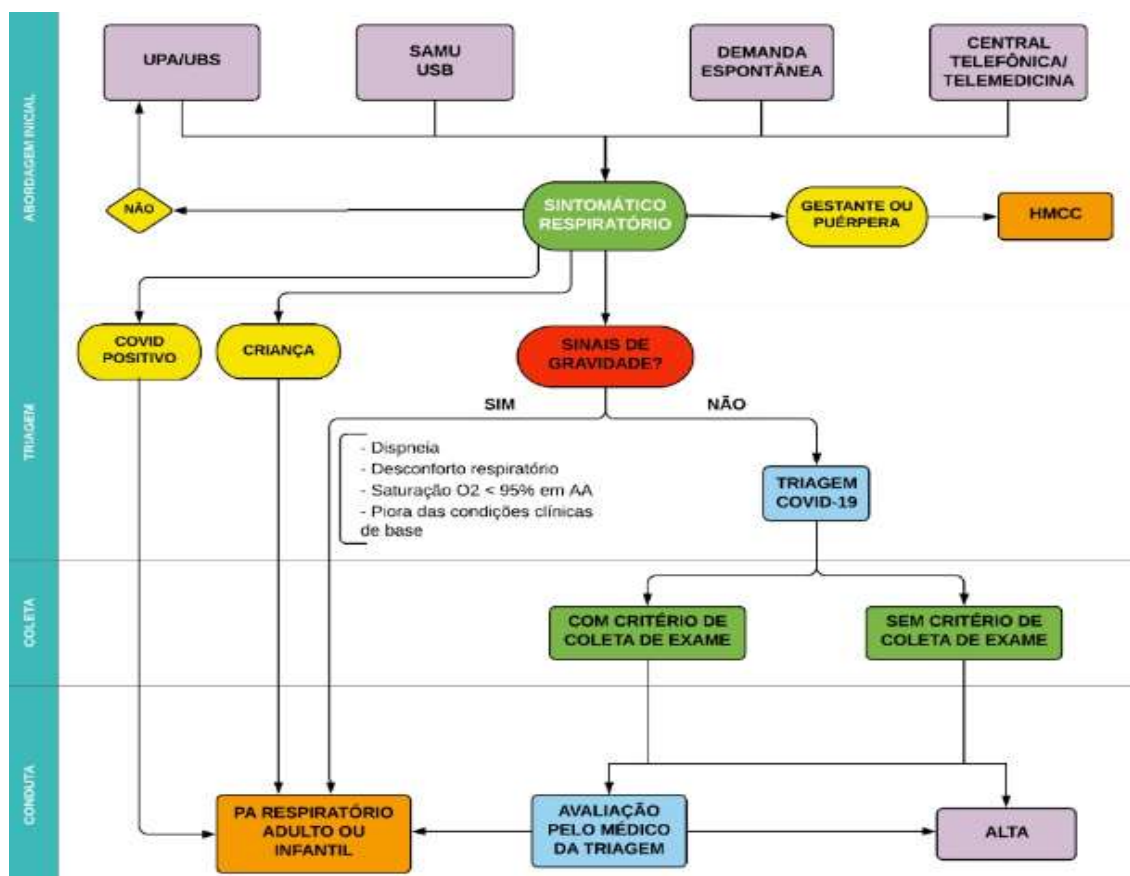 ABORDAGEM INICIAL
UPA/UBS
SAMU
USB
DEMANDA
ESPONTÂNEA
CENTRAL
TELEFÔNICA/
TELEMEDICINA
NÃO
SINTOMÁTICO
RESPIRATÓRIO
GESTANTE OU
PUÉRPERA
HMCC
TRIAGEM
COVID
POSITIVO
CRIANÇA
SINAIS DE
GRAVIDADE?
SIM
NÃO
- Dispneia
- Desconforto respiratório
- Saturação O2 < 95% em AA
- Piora das condições clínicas
de base
TRIAGEM
COVID-19
COLETA
COM CRITÉRIO DE
COLETA DE EXAME
SEM CRITÉRIO DE
COLETA DE EXAME
CONDUTA
PA RESPIRATÓRIO
ADULTO OU
INFANTIL
AVALIAÇÃO
PELO MÉDICO
DA TRIAGEM
ALTA